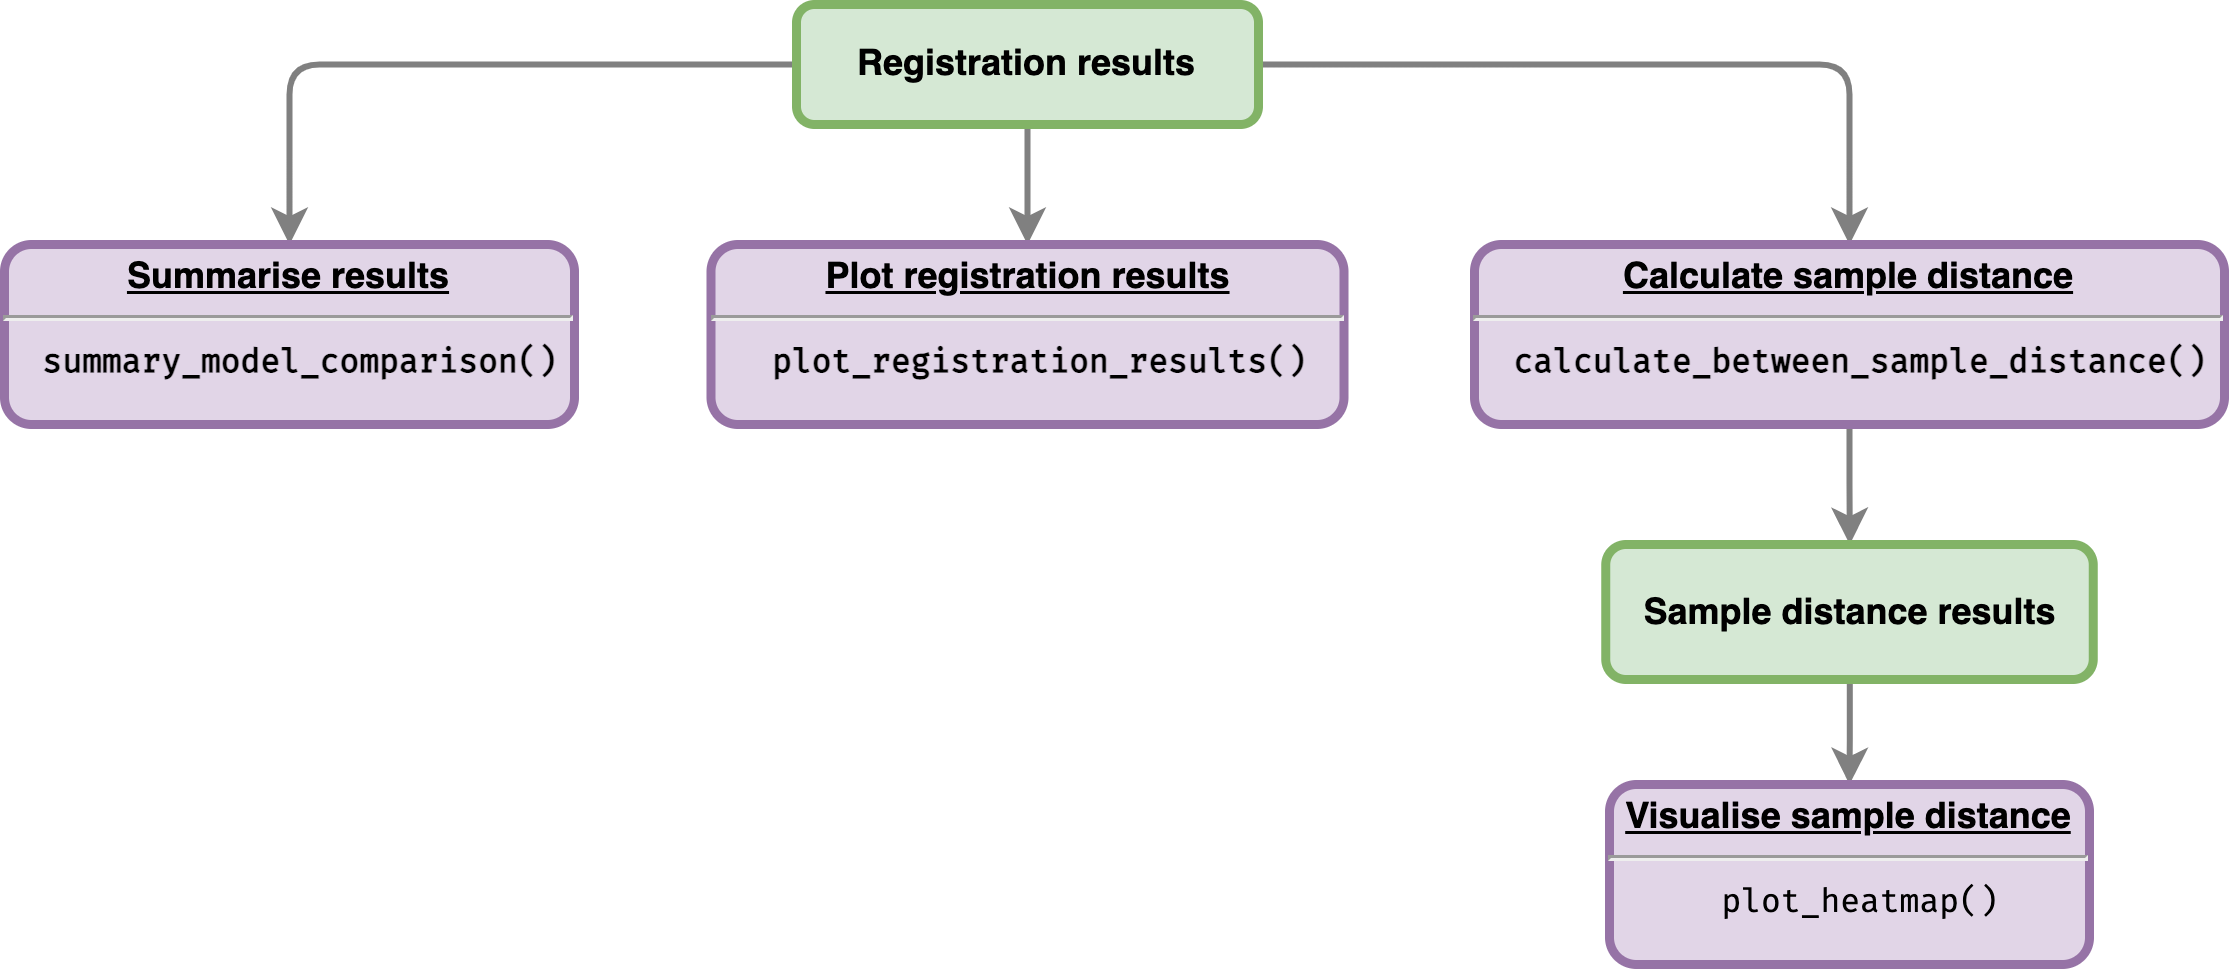 Registration results
Summarise results
summary_model_comparison()
Plot registration results
plot_registration_results()
Calculate sample distance
calculate_between_sample_distance()
Sample distance results
Visualise sample distance
plot_heatmap()